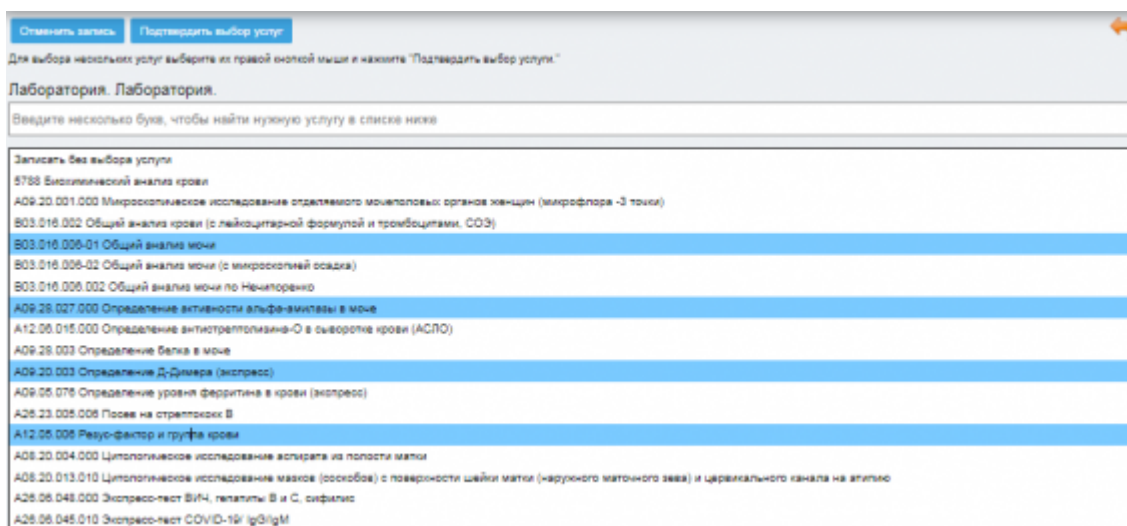 Отменить запись Подтвердить выбор услуг
Для выбора нескольких услуг выберите их правой кнопкой мыши и нажмите "Подтвердить выбор услуги."
Лаборатория. Лаборатория.
Введите несколько букв, чтобы найти нужную услугу в списке ниже
Записать без выбора услуги
5788 Биохимический анализ крови
A09.20.001.000 Микроскопическое исследование отделяемого мочеполовых органов женщин (микрофлора -3 точки)
B03.016.002 Общий анализ крови (с лейкоцитарной формулой и тромбоцитами, СОЭ)
B03.016.006-01 Общий анализ мочи
B03.016.006-02 Общий анализ мочи (с микроскопией осадка)
B03.016.006.002 Общий анализ мочи по Нечипоренко
A09.28.027.000 Определение активности альфа-амилазы в моче
A12.06.015.000 Определение антистрептолизина-О в сыворотке крови (АСЛО)
A09.28.003 Определение белка в моче
A09.20.003 Определение Д-Димера (экспресс)
A09.05.076 Определение уровня ферритина в крови (экспресс)
A26.23.005.006 Посев на стрептококк В
A12.05.006 Резус-фактор и группа крови
A08.20.004.000 Цитологическое исследование аспирата из полости матки
A08.20.013.010 Цитологическое исследование мазков (соскобов) с поверхности шейки матки (наружного маточного зева) и цервикального канала на атипию
A26.06.048.000 Экспресс-тест ВИЧ, гепатиты В и С, сифилис
A26.06.045.010 Экспресс-тест COVID-19/ IgG/IgM